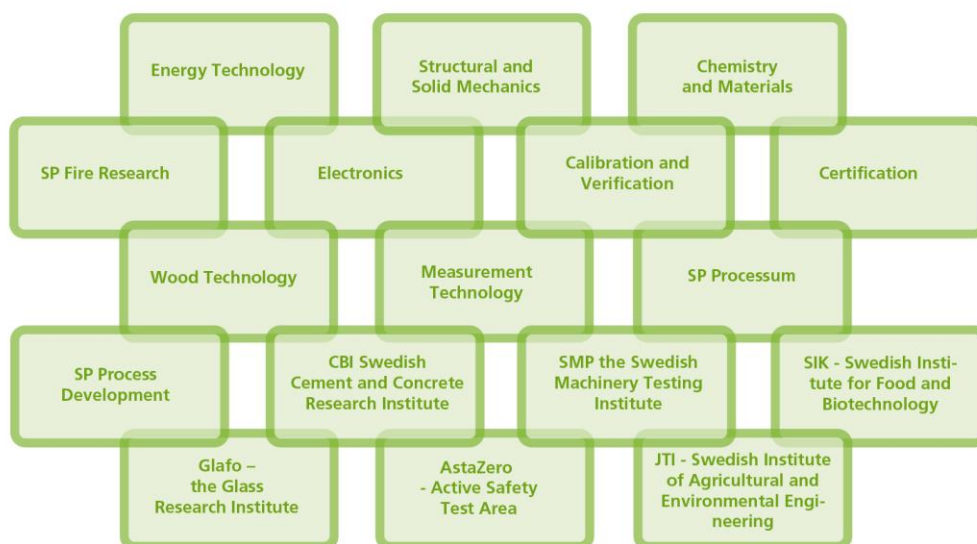 Energy Technology
Structural and
Solid Mechanics
Chemistry
and Materials
SP Fire Research
Electronics
Calibration and
Verification
Certification
Wood Technology
Measurement
Technology
SP Processum
SP Process
Development
CBI Swedish
Cement and Concrete
Research Institute
SMP the Swedish
Machinery Testing
Institute
SIK - Swedish Insti-
tute for Food and
Biotechnology
Glafo –
the Glass
Research Institute
AstaZero
- Active Safety
Test Area
JTI - Swedish Institute
of Agricultural and
Environmental Engi-
neering